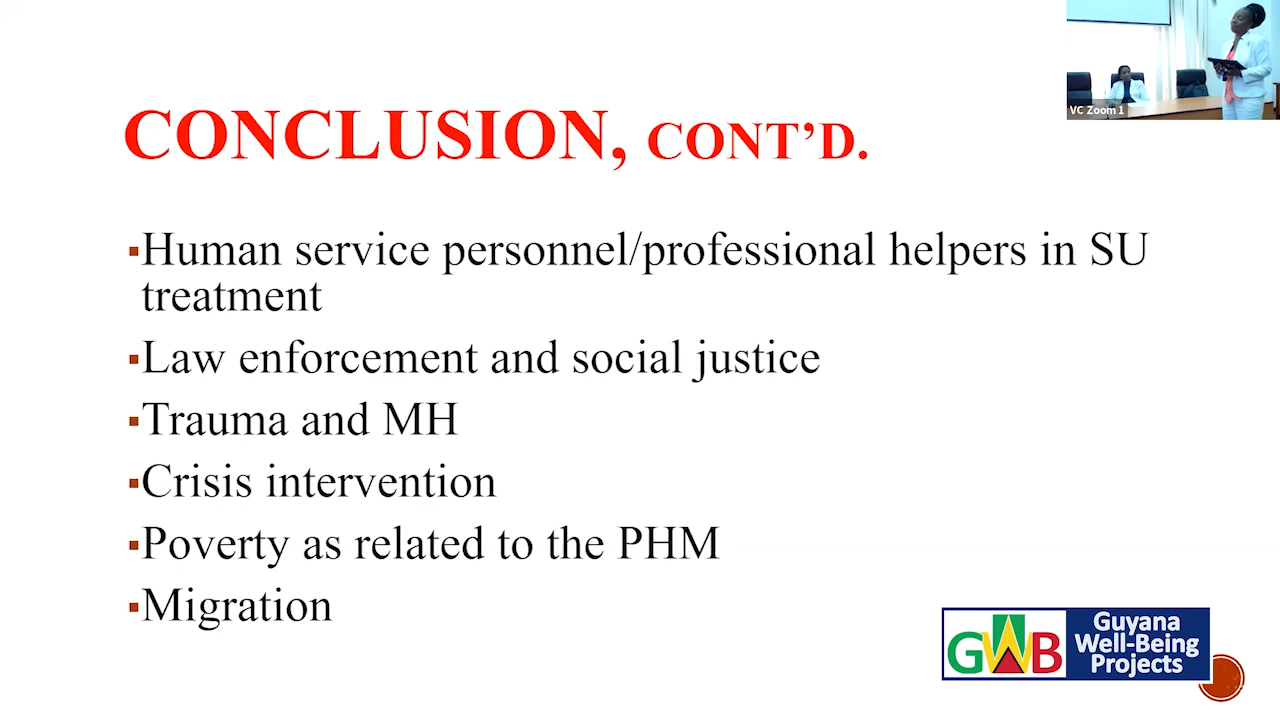 VC Zoom 1
CONCLUSION, CONT’D.
▪Human service personnel/professional helpers in SU
treatment
▪Law enforcement and social justice
▪Trauma and MH
▪Crisis intervention
▪Poverty as related to the PHM
▪Migration
GWB
Guyana
Well-Being
Projects